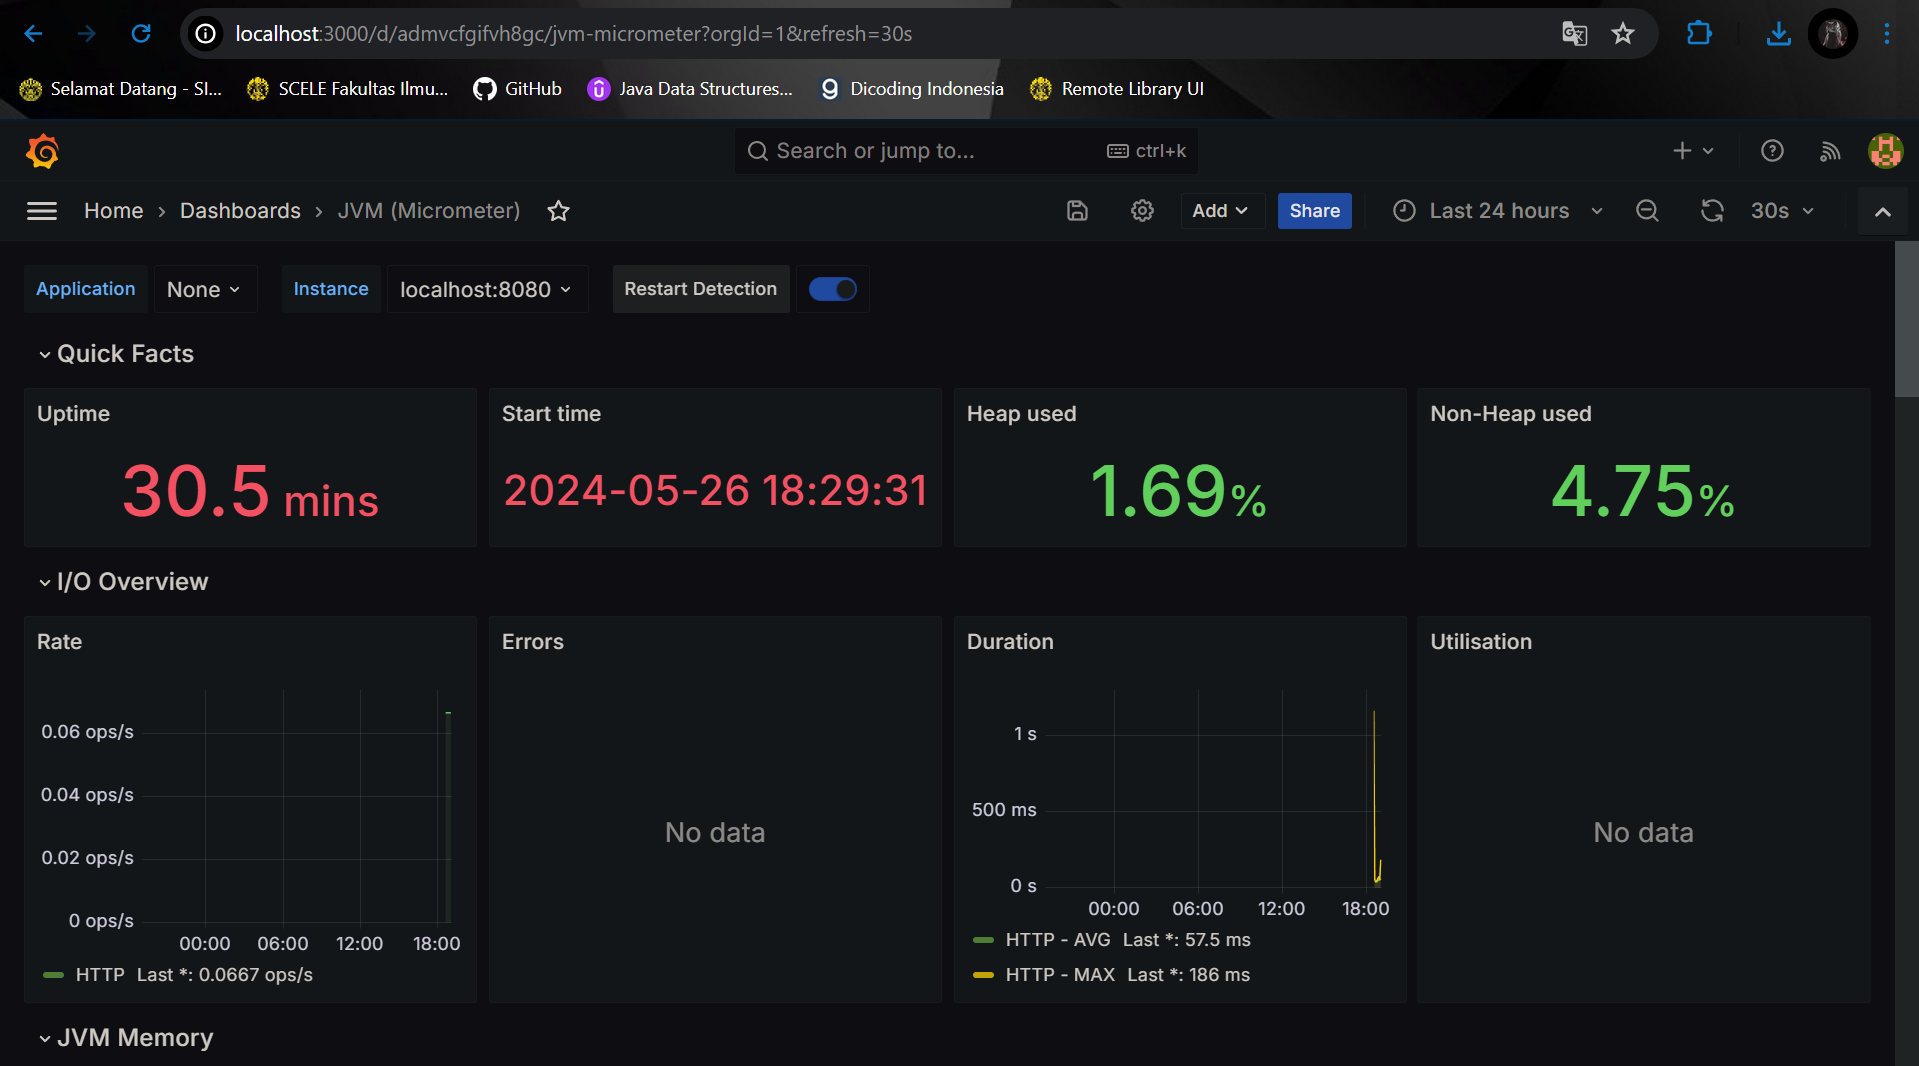 localhost:3000/d/admvcfgifvh8gc/jvm-micrometer?orgId=1&refresh=30s
Selamat Datang - SI... SCELE Fakultas Ilmu... GitHub Java Data Structures... Dicoding Indonesia Remote Library UI
Search or jump to... ctrl+k
Home › Dashboards › JVM (Micrometer) Add Share Last 24 hours 30s
Application None Instance localhost:8080 Restart Detection
Quick Facts
Uptime Start time Heap used Non-Heap used
30.5 mins 2024-05-26 18:29:31 1.69% 4.75%
I/O Overview
Rate Errors Duration Utilisation
0.06 ops/s
0.04 ops/s
0.02 ops/s
0 ops/s
00:00 06:00 12:00 18:00
HTTP Last *: 0.0667 ops/s
No data
1 s
500 ms
0 s
00:00 06:00 12:00 18:00
HTTP - AVG Last *: 57.5 ms
HTTP - MAX Last *: 186 ms
No data
JVM Memory